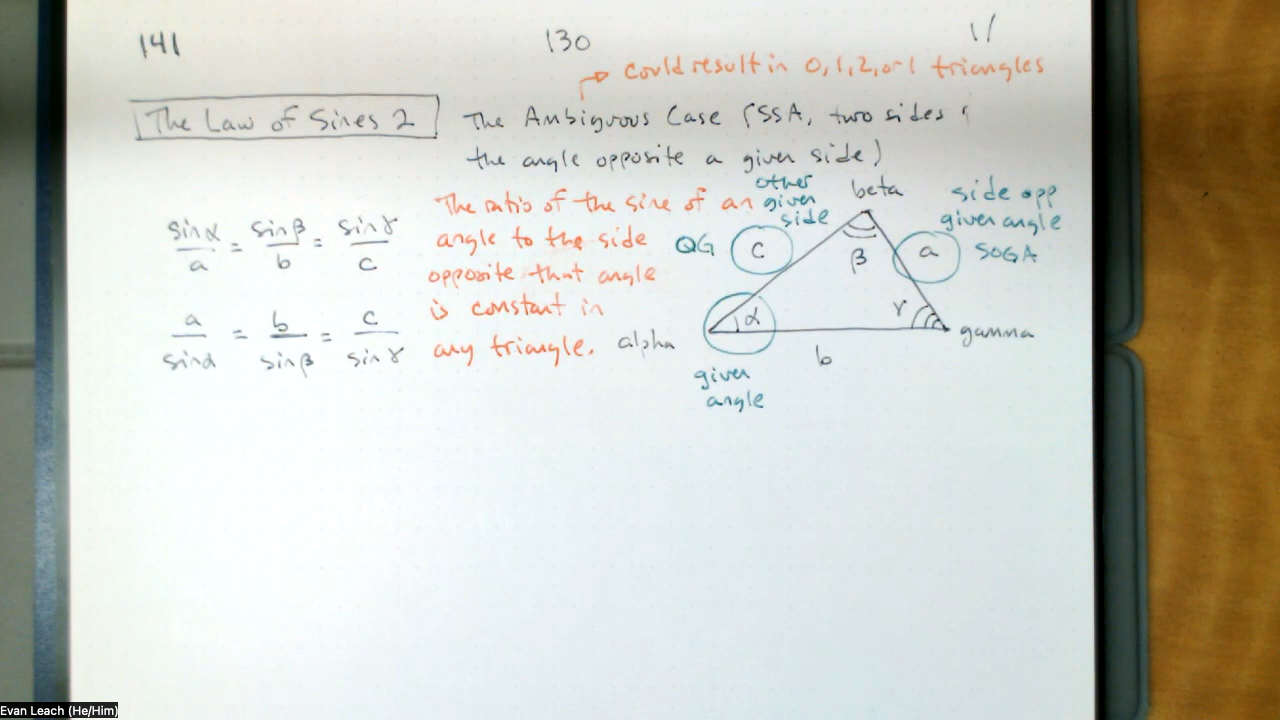 141 130 1/
could result in 0, 1, 2, or 1 triangles
The Law of Sines 2 The Ambiguous Case (SSA, two sides &
the angle opposite a given side)
The ratio of the sine of an
angle to the side
opposite that angle
is constant in
any triangle.
sinα/a = sinβ/b = sinγ/c
a/sinα = b/sinβ = c/sinγ
other
given
side
beta
side opp
given angle
SOGA
OG
c
β
a
α
γ
alpha
gamma
b
given
angle
Evan Leach (He/Him)